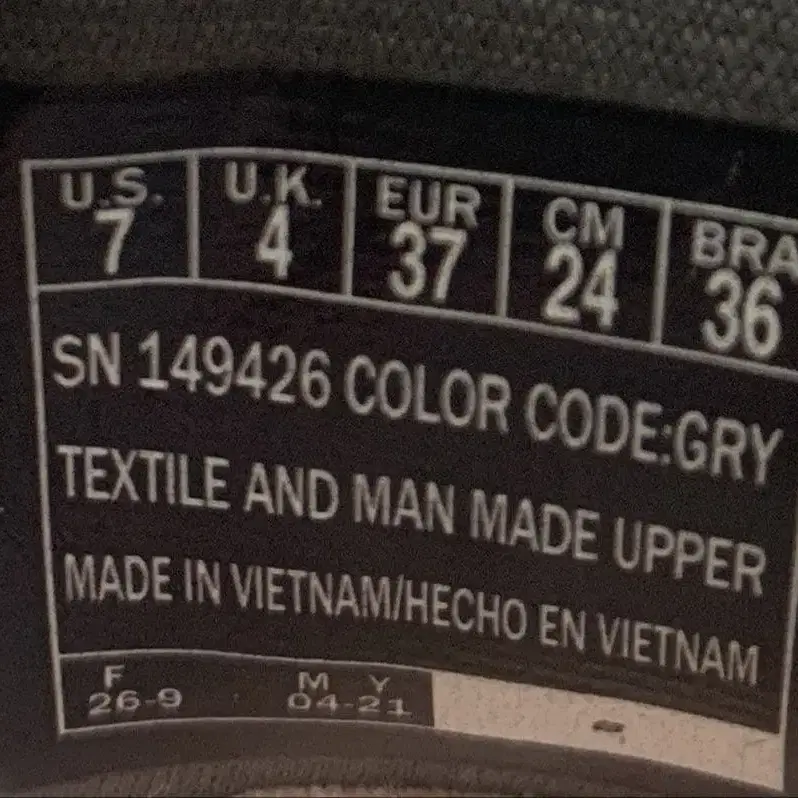 U.S. U.K. EUR CM BRA
7 4 37 24 36
SN 149426 COLOR CODE:GRY
TEXTILE AND MAN MADE UPPER
MADE IN VIETNAM/HECHO EN VIETNAM
F M Y
26-9 04-21